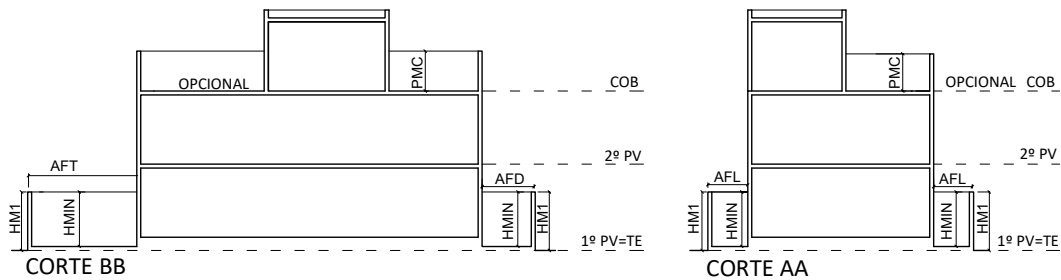 OPCIONAL
PMC
COB
2º PV
AFT
AFD
HM1
HMIN
HMIN
HM1
1º PV=TE
CORTE BB
PMC
OPCIONAL COB
2º PV
AFL
AFL
HM1
HMIN
HMIN
HM1
1º PV=TE
CORTE AA